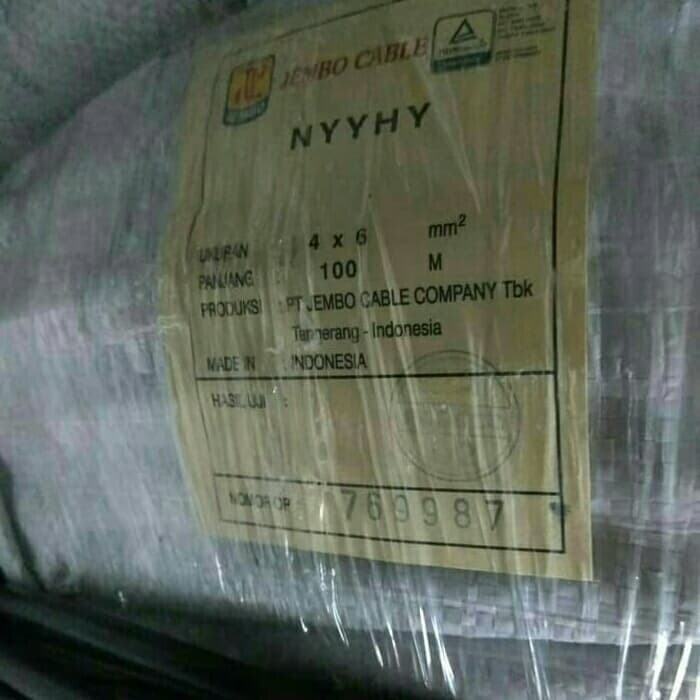 JEMBO CABLE
NYYHY
UKURAN : 4 x 6 mm²
PANJANG : 100 M
PRODUKSI : PT JEMBO CABLE COMPANY Tbk
Tangerang - Indonesia
MADE IN : INDONESIA
HASIL UJI :
NOMOR OP : 769987